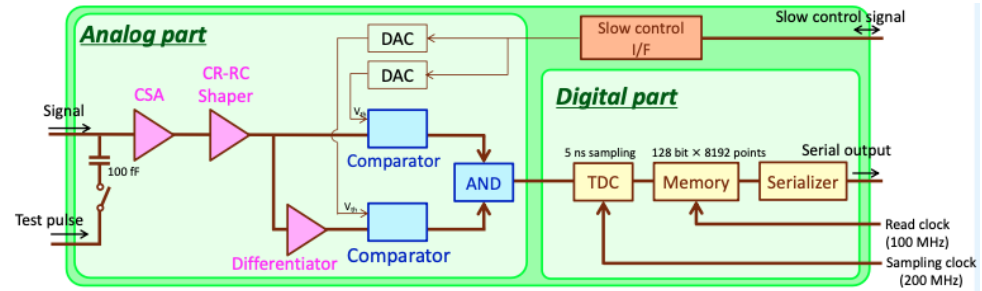 Analog part
DAC
Slow control
I/F
Slow control signal
CR-RC
Shaper
CSA
DAC
Digital part
Signal
Vth
Comparator
100 fF
5 ns sampling
128 bit × 8192 points
Serial output
AND
TDC
Memory
Serializer
Test pulse
Vth
Differentiator
Comparator
Read clock
(100 MHz)
Sampling clock
(200 MHz)